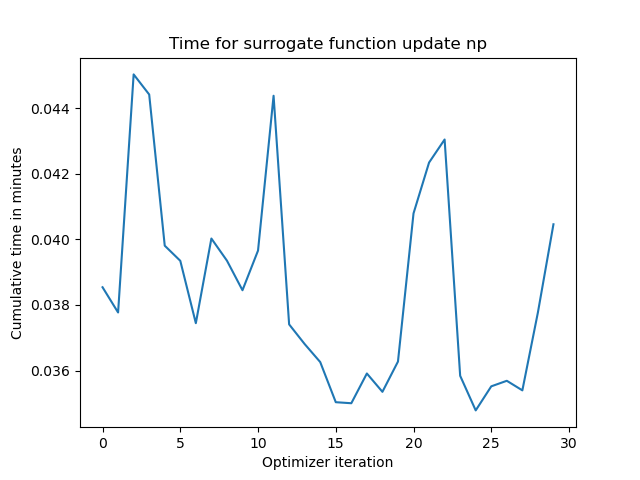 Time for surrogate function update np
Cumulative time in minutes
0.044
0.042
0.040
0.038
0.036
0 5 10 15 20 25 30
Optimizer iteration